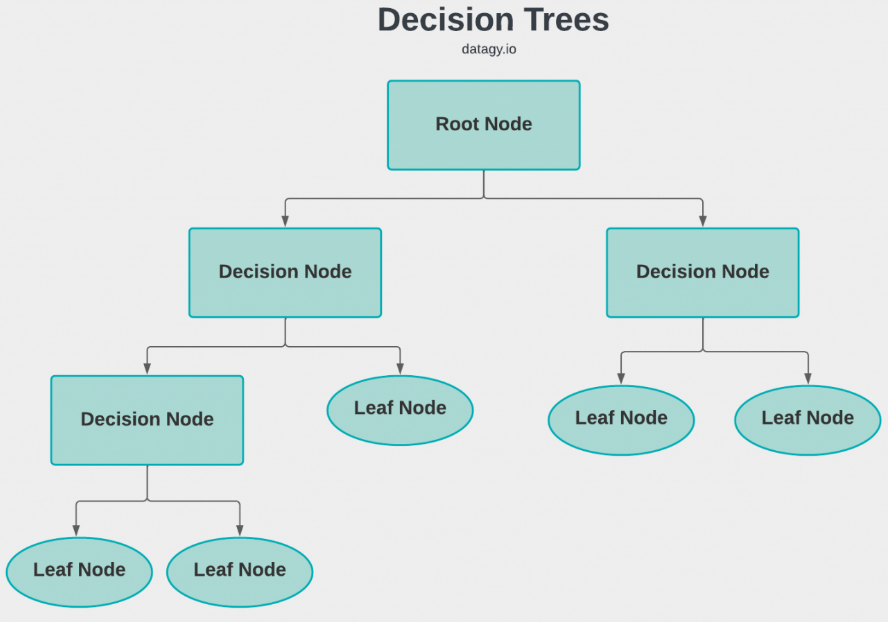 Decision Trees
datagy.io
Root Node
Decision Node
Decision Node
Decision Node
Leaf Node
Leaf Node
Leaf Node
Leaf Node
Leaf Node